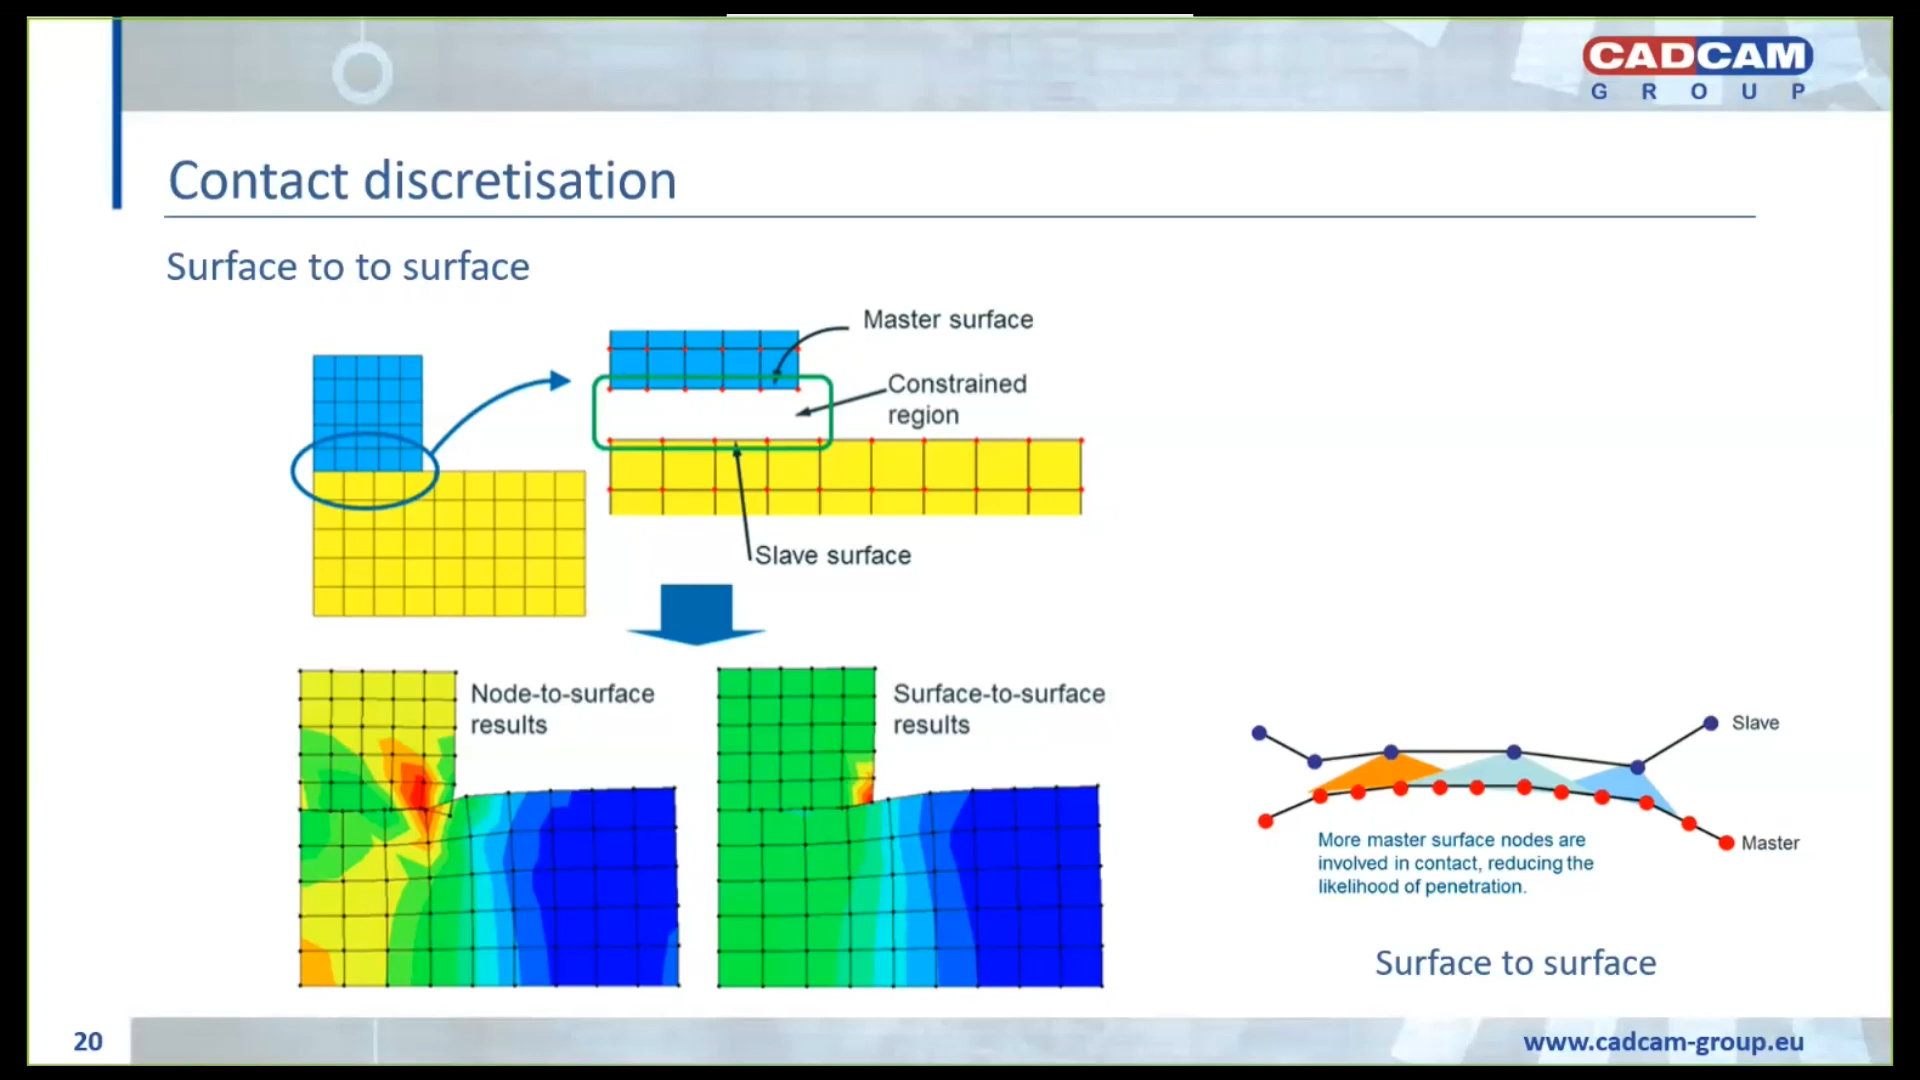 CADCAM
GROUP
Contact discretisation
Surface to to surface
Master surface
Constrained
region
Slave surface
Node-to-surface
results
Surface-to-surface
results
Slave
Master
More master surface nodes are
involved in contact, reducing the
likelihood of penetration.
Surface to surface
20
www.cadcam-group.eu